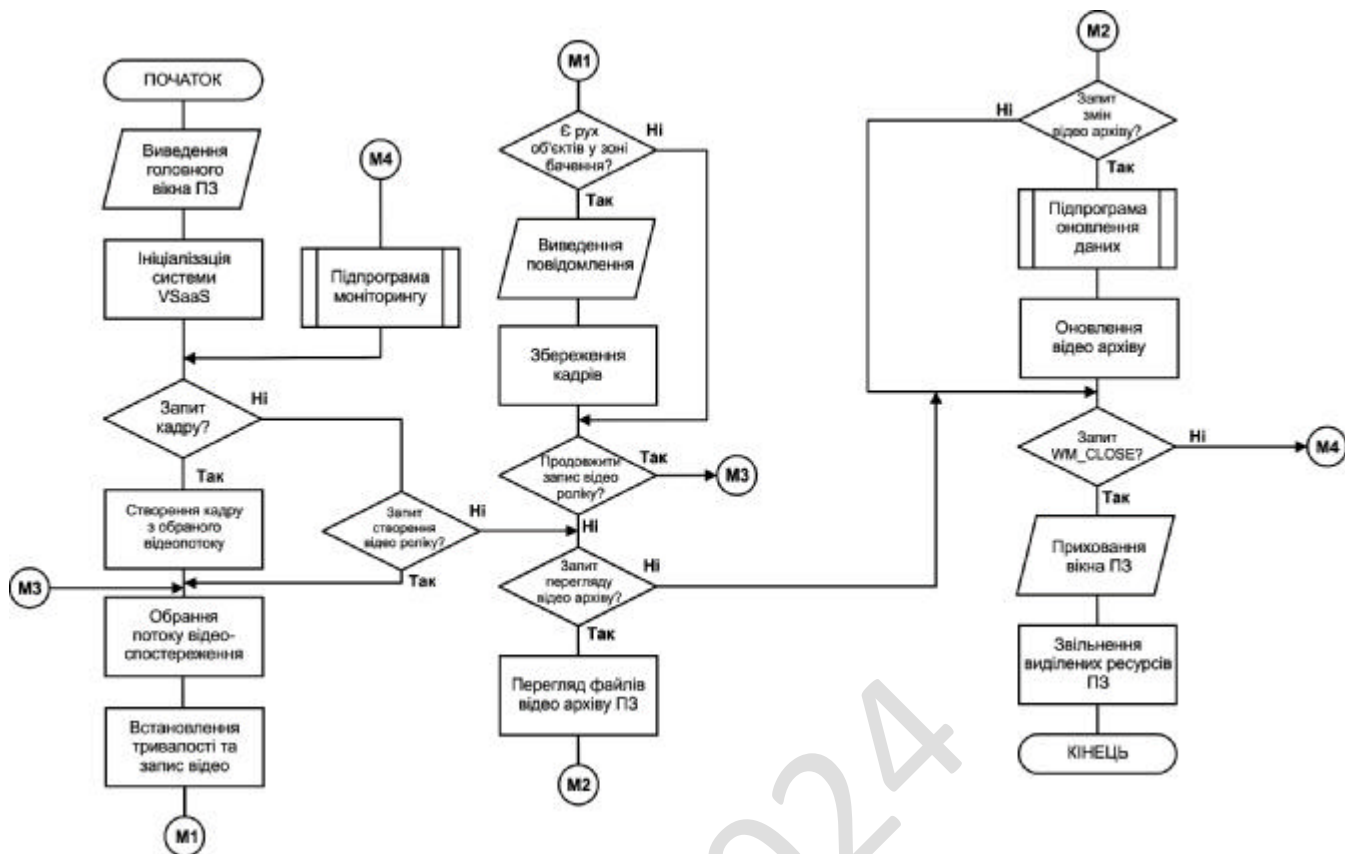 ПОЧАТОК
Виведення
головного
вікна ПЗ
Ініціалізація
системи
VSaaS
M4
Підпрограма
моніторингу
Запит
кадру?
Ні
Так
Створення кадру
з обраного
відеопотоку
Запит
створення
відео роліку?
Ні
Так
M3
Обрання
потоку відео-
спостереження
Встановлення
тривалості та
запис відео
M1
M1
Є рух
об'єктів у зоні
бачення?
Ні
Так
Виведення
повідомлення
Збереження
кадрів
Продовжити
запис відео
роліку?
Так
M3
Ні
Запит
перегляду
відео архіву?
Ні
Так
Перегляд файлів
відео архіву ПЗ
M2
M2
Запит
змін
відео архіву?
Ні
Так
Підпрограма
оновлення
даних
Оновлення
відео архіву
Запит
WM_CLOSE?
Ні
M4
Так
Приховання
вікна ПЗ
Звільнення
виділених ресурсів
ПЗ
КІНЕЦЬ
024